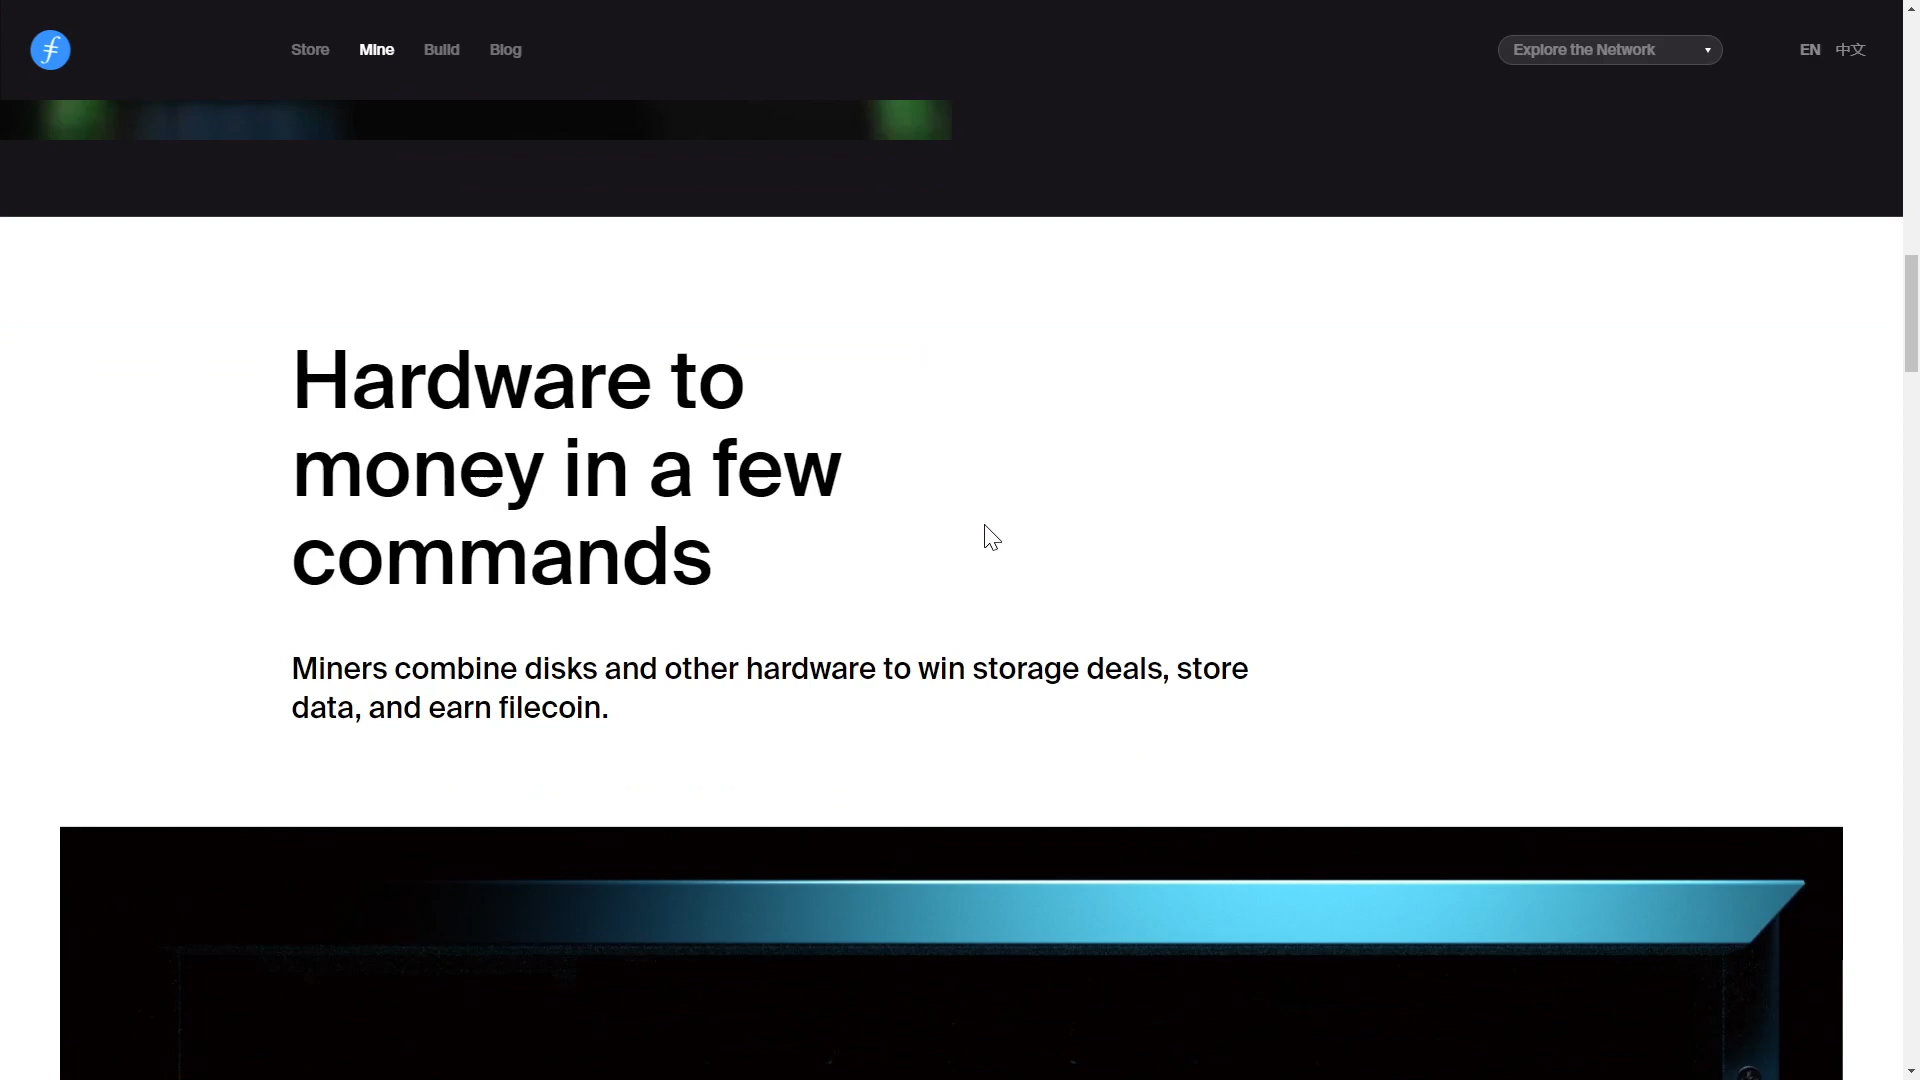 Store Mine Build Blog Explore the Network EN 中文
Hardware to
money in a few
commands
Miners combine disks and other hardware to win storage deals, store
data, and earn filecoin.